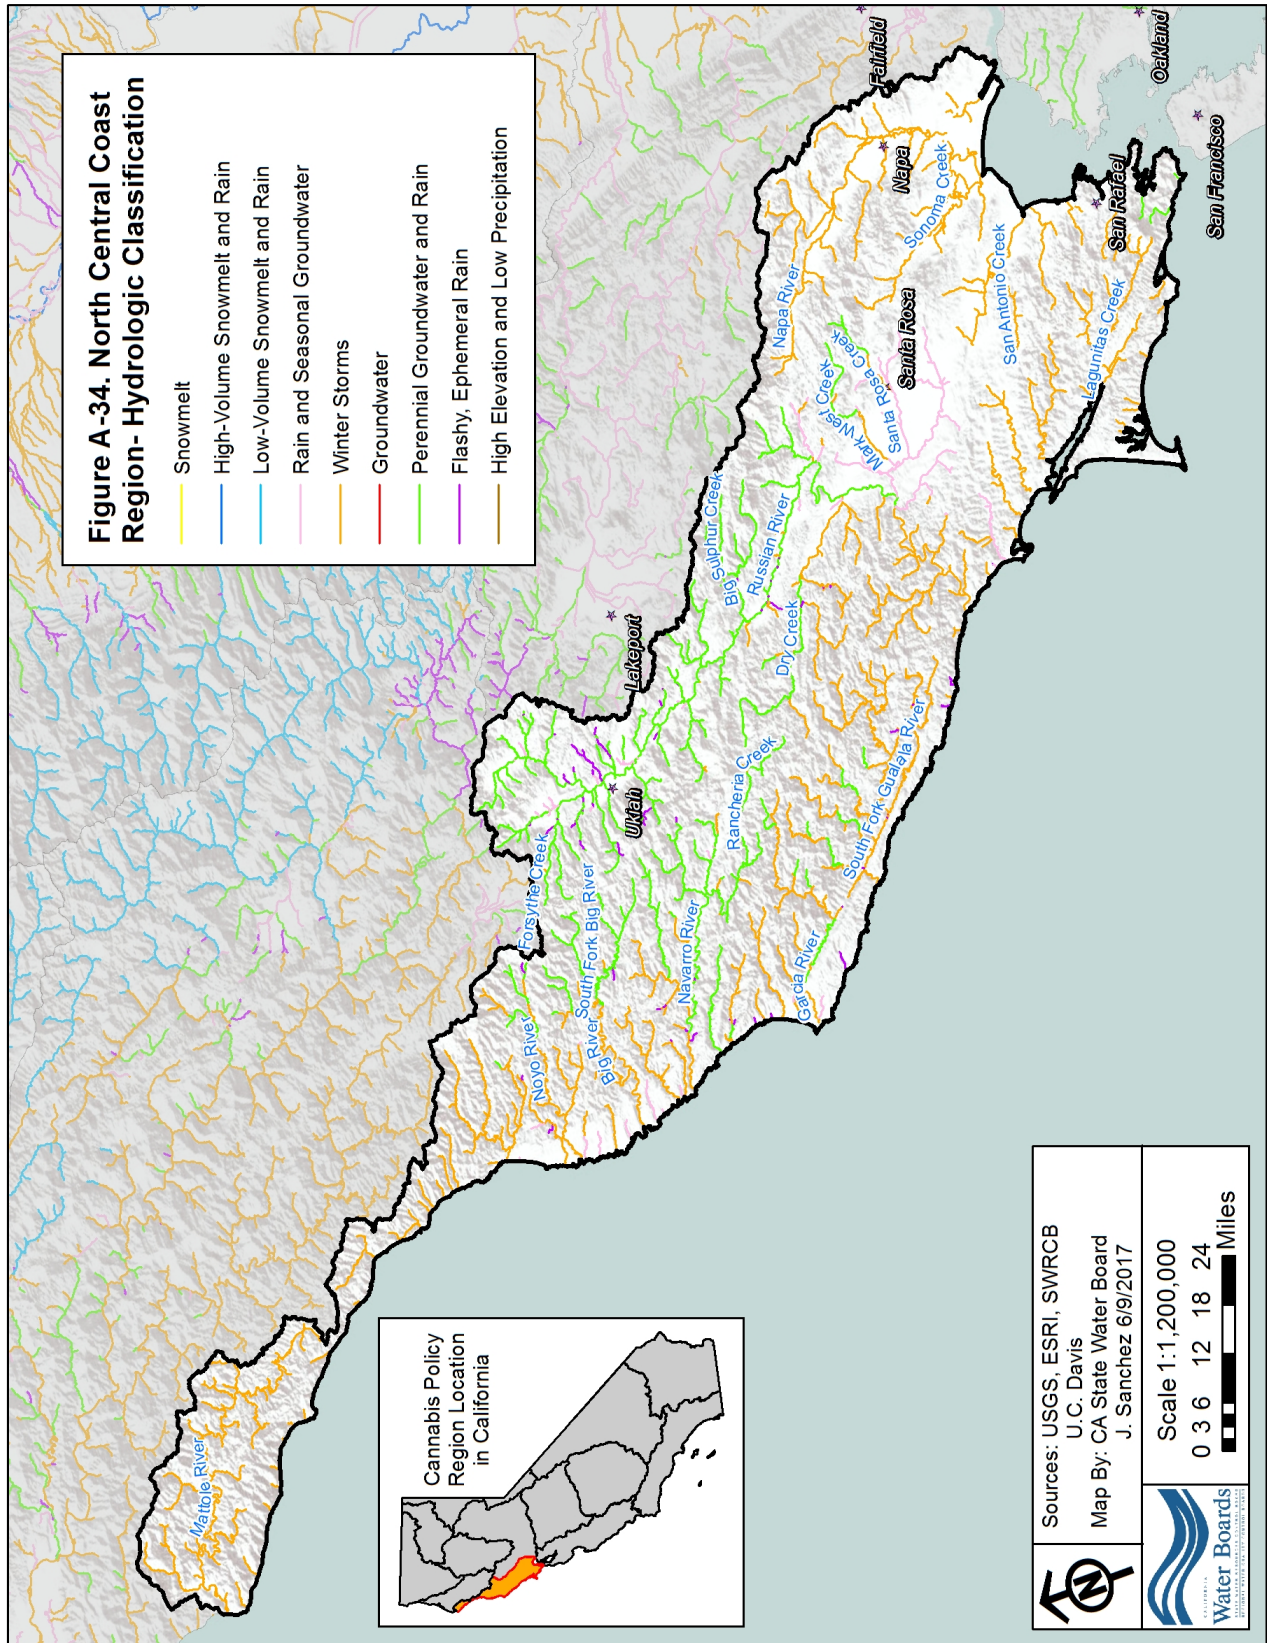 Figure A-34. North Central Coast
Region- Hydrologic Classification
Snowmelt
High-Volume Snowmelt and Rain
Low-Volume Snowmelt and Rain
Rain and Seasonal Groundwater
Winter Storms
Groundwater
Perennial Groundwater and Rain
Flashy, Ephemeral Rain
High Elevation and Low Precipitation
Mattole River
Noyo River
Big River
South Fork Big River
Forsythe Creek
Ukiah
Lakeport
Navarro River
Rancheria Creek
Garcia River
South Fork Gualala River
Dry Creek
Russian River
Big Sulphur Creek
Mark West Creek
Santa Rosa Creek
Santa Rosa
Napa River
Napa
Sonoma Creek
San Antonio Creek
Lagunitas Creek
San Rafael
San Francisco
Oakland
Fairfield
Cannabis Policy
Region Location
in California
Sources: USGS, ESRI, SWRCB
U.C. Davis
Map By: CA State Water Board
J. Sanchez 6/9/2017
Scale 1:1,200,000
0 3 6 12 18 24
Miles
N
CALIFORNIA
Water Boards